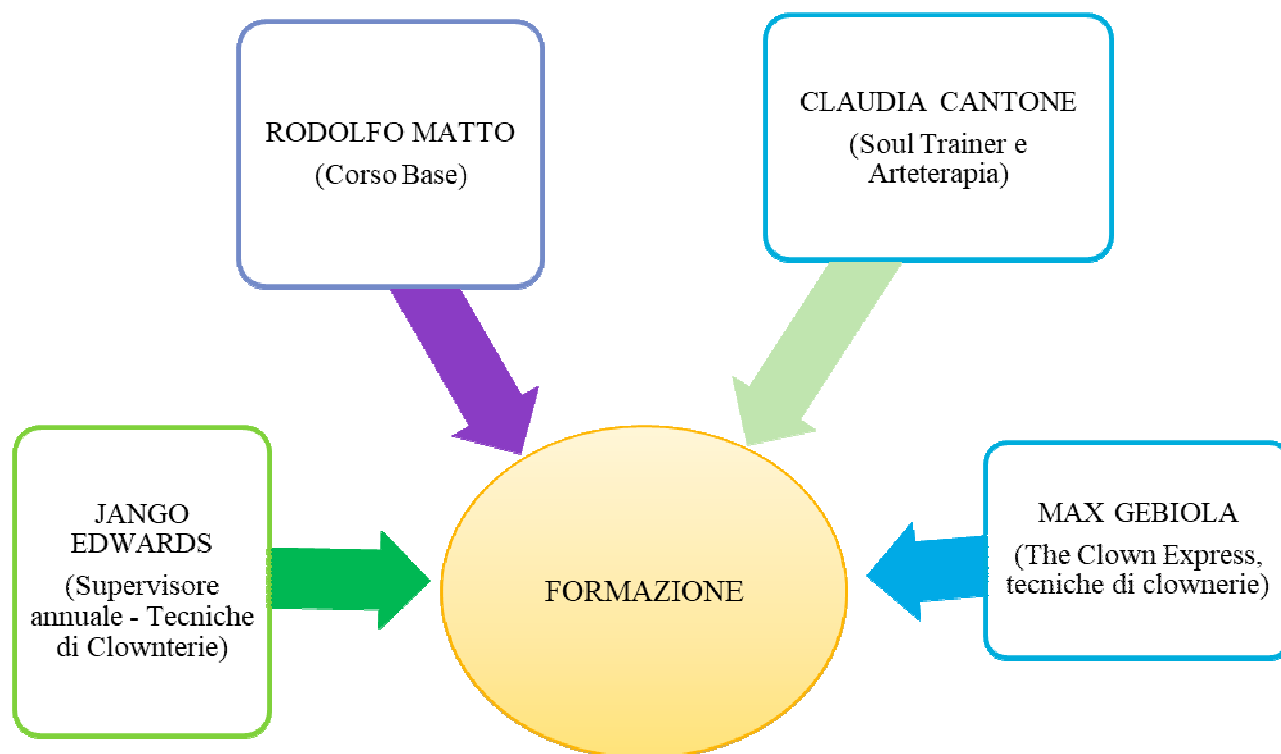 RODOLFO MATTO
(Corso Base)
CLAUDIA CANTONE
(Soul Trainer e
Arteterapia)
JANGO
EDWARDS
(Supervisore
annuale - Tecniche
di Clownterie)
FORMAZIONE
MAX GEBIOLA
(The Clown Express,
tecniche di clownerie)